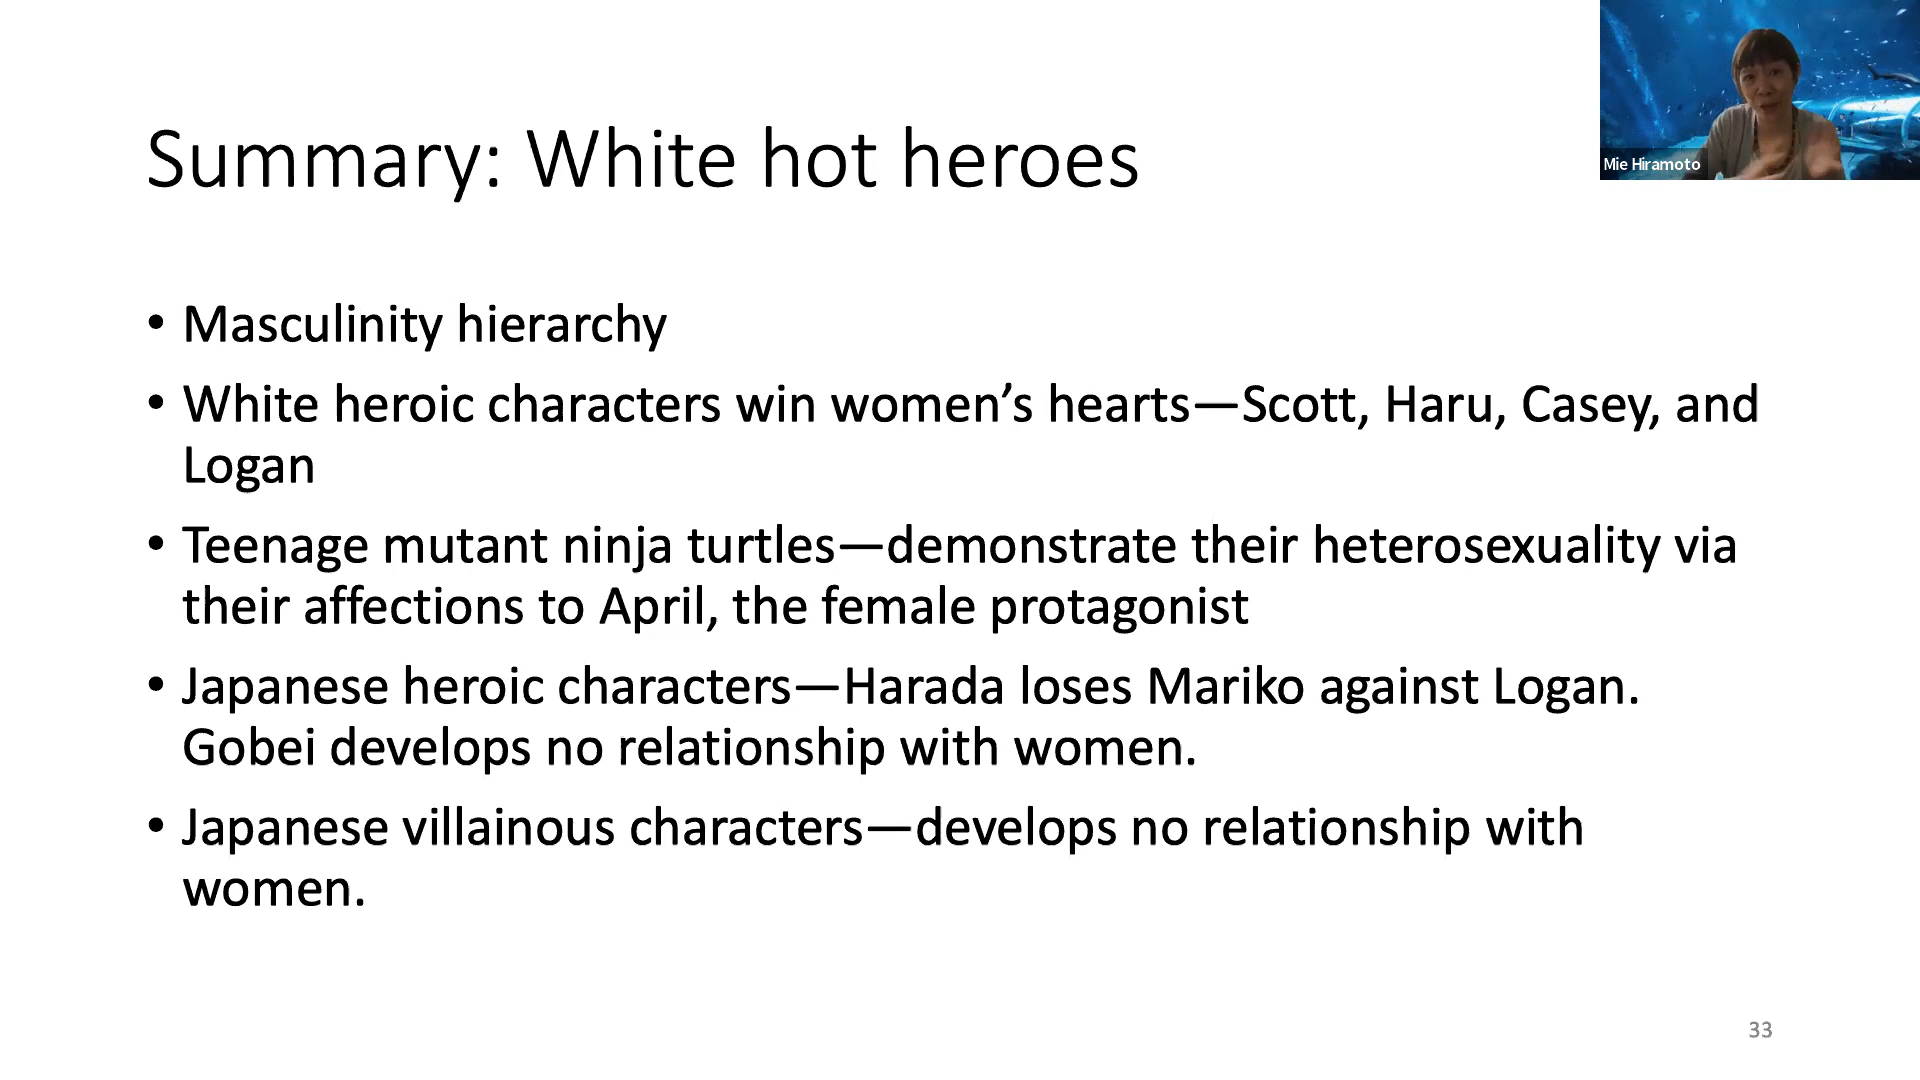 Mie Hiramoto
Summary: White hot heroes
• Masculinity hierarchy
• White heroic characters win women’s hearts—Scott, Haru, Casey, and
Logan
• Teenage mutant ninja turtles—demonstrate their heterosexuality via
their affections to April, the female protagonist
• Japanese heroic characters—Harada loses Mariko against Logan.
Gobei develops no relationship with women.
• Japanese villainous characters—develops no relationship with
women.
33